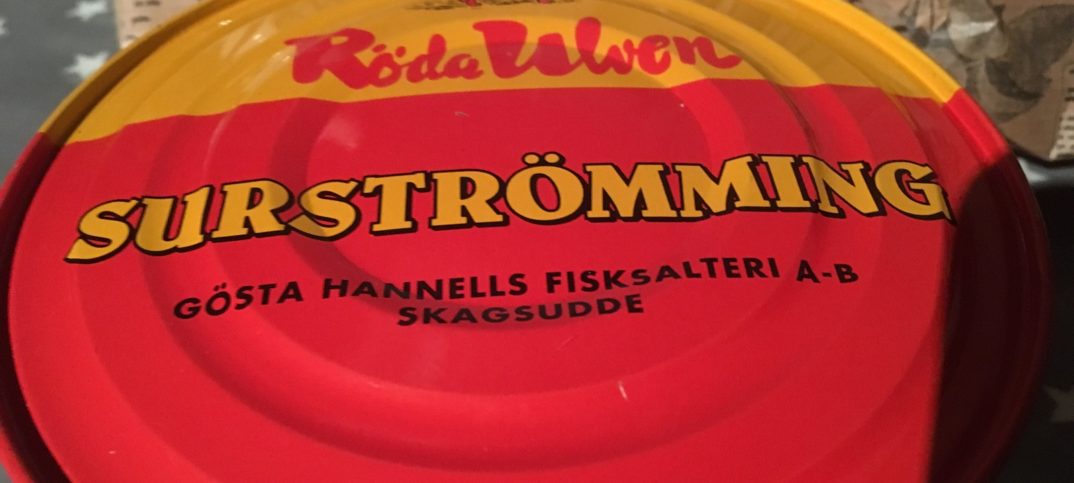 Röda Ulven
SURSTRÖMMING
GÖSTA HANNELLS FISKSALTERI A-B
SKAGSUDDE